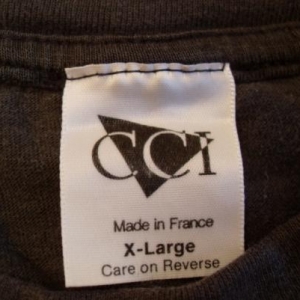 CCI
Made in France
X-Large
Care on Reverse